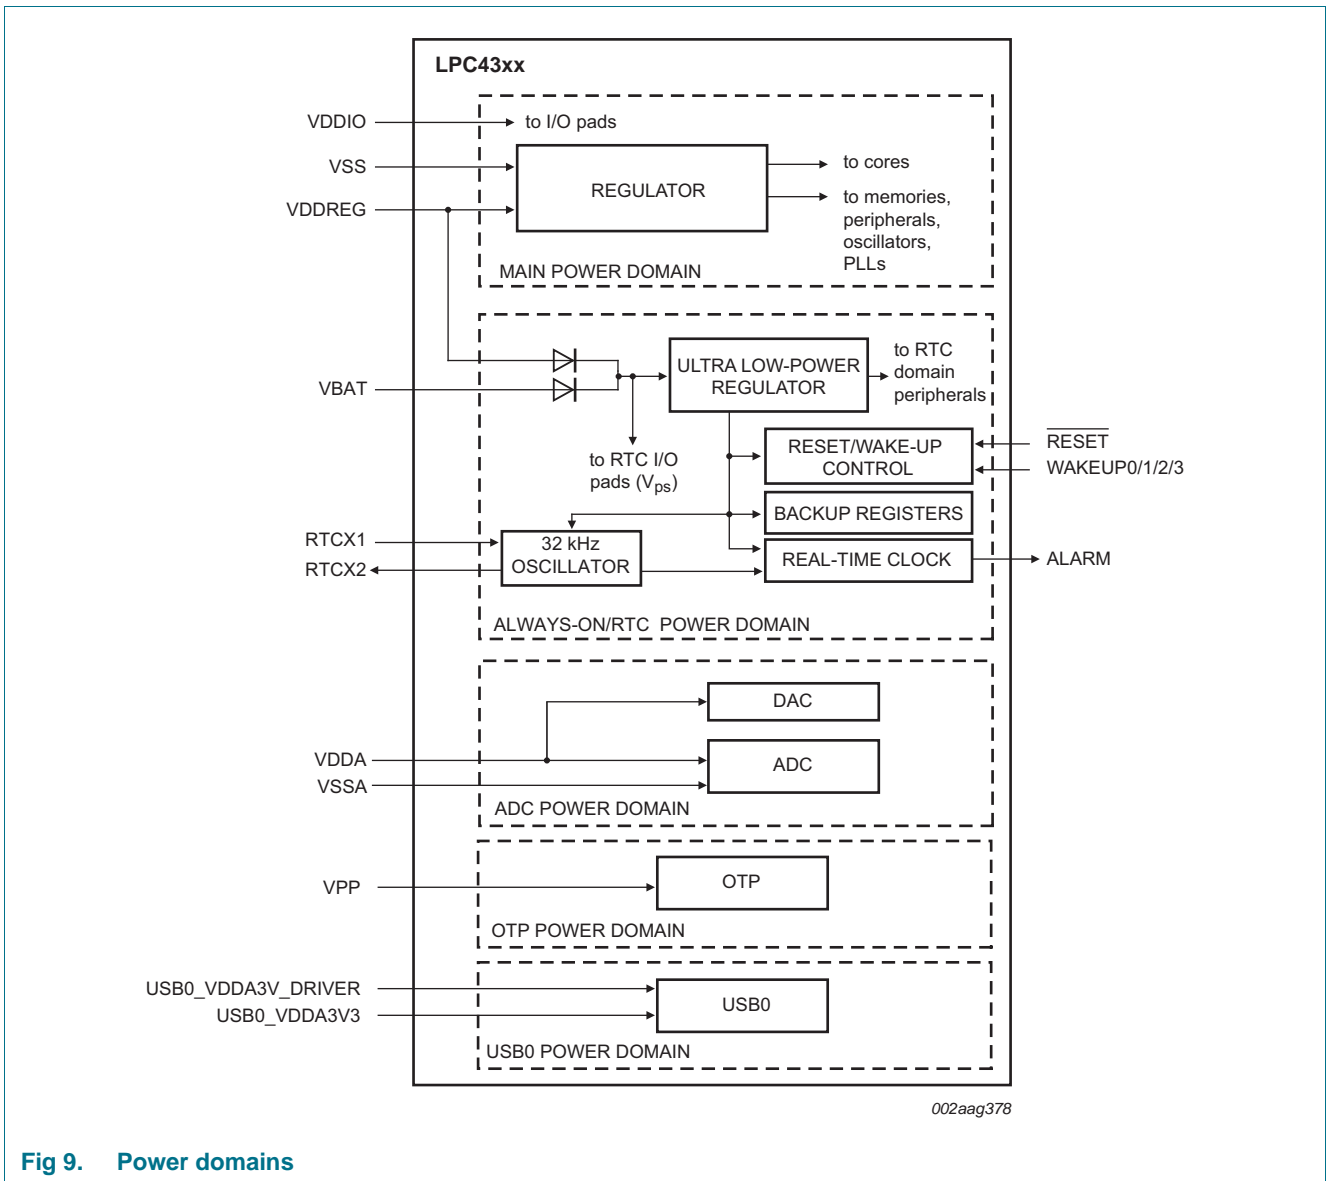 LPC43xx
VDDIO
to I/O pads
VSS
VDDREG
REGULATOR
to cores
to memories,
peripherals,
oscillators,
PLLs
MAIN POWER DOMAIN
VBAT
ULTRA LOW-POWER
REGULATOR
to RTC
domain
peripherals
to RTC I/O
pads (Vps)
RESET/WAKE-UP
CONTROL
RESET
WAKEUP0/1/2/3
BACKUP REGISTERS
RTCX1
RTCX2
32 kHz
OSCILLATOR
REAL-TIME CLOCK
ALARM
ALWAYS-ON/RTC POWER DOMAIN
DAC
VDDA
VSSA
ADC
ADC POWER DOMAIN
VPP
OTP
OTP POWER DOMAIN
USB0_VDDA3V_DRIVER
USB0_VDDA3V3
USB0
USB0 POWER DOMAIN
002aag378
Fig 9. Power domains